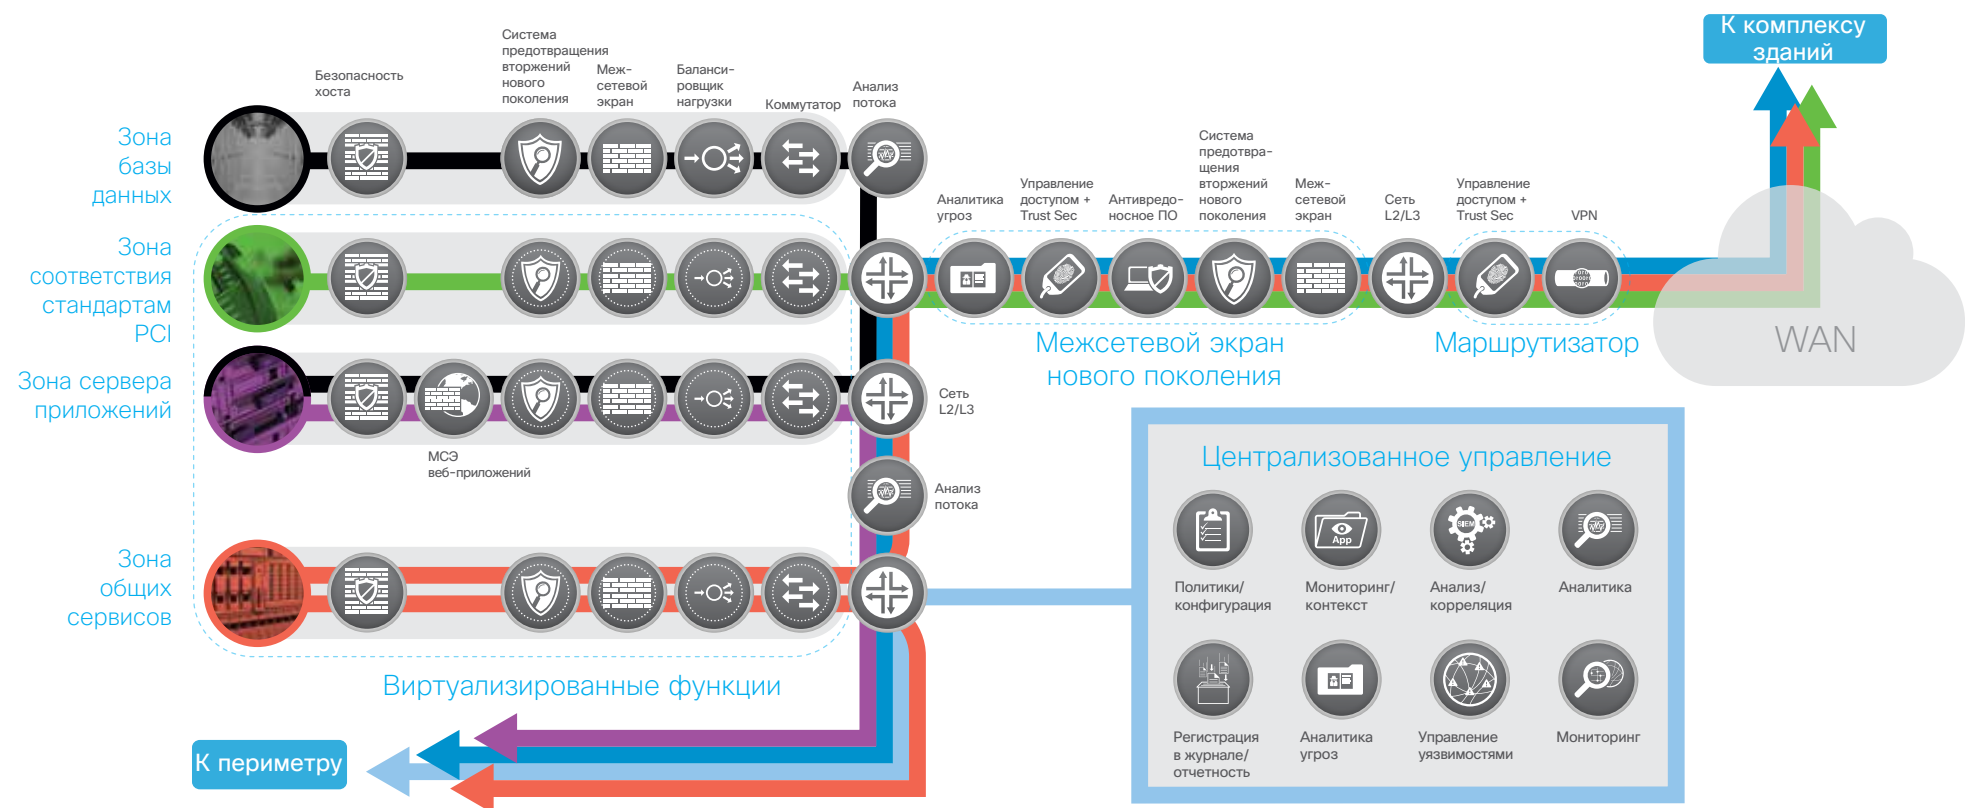 К комплексу
зданий
Система
предотвращения
вторжений
нового
поколения
Безопасность
хоста
Меж-
сетевой
экран
Баланси-
ровщик
нагрузки
Коммутатор
Анализ
потока
Зона
базы
данных
Зона
соответствия
стандартам
PCI
Зона сервера
приложений
МСЭ
веб-приложений
Зона
общих
сервисов
Виртуализированные функции
К периметру
Аналитика
угроз
Управление
доступом +
Trust Sec
Антивредо-
носное ПО
Система
предотвра-
щения
вторжений
нового
поколения
Меж-
сетевой
экран
Сеть
L2/L3
Управление
доступом +
Trust Sec
VPN
Межсетевой экран
нового поколения
Маршрутизатор
WAN
Сеть
L2/L3
Анализ
потока
Централизованное управление
App
SIEM
Политики/
конфигурация
Мониторинг/
контекст
Анализ/
корреляция
Аналитика
Регистрация
в журнале/
отчетность
Аналитика
угроз
Управление
уязвимостями
Мониторинг